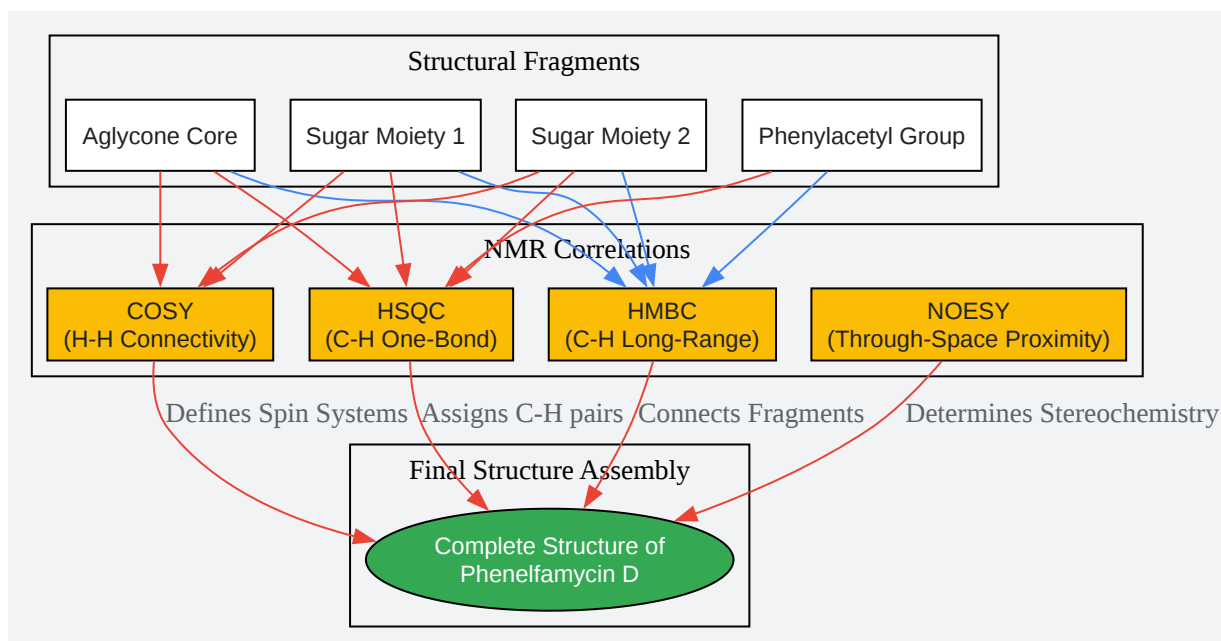 Structural Fragments
Aglycone Core
Sugar Moiety 1
Sugar Moiety 2
Phenylacetyl Group
NMR Correlations
COSY
(H-H Connectivity)
HSQC
(C-H One-Bond)
HMBC
(C-H Long-Range)
NOESY
(Through-Space Proximity)
Defines Spin Systems
Assigns C-H pairs
Connects Fragments
Determines Stereochemistry
Final Structure Assembly
Complete Structure of
Phenelfamycin D